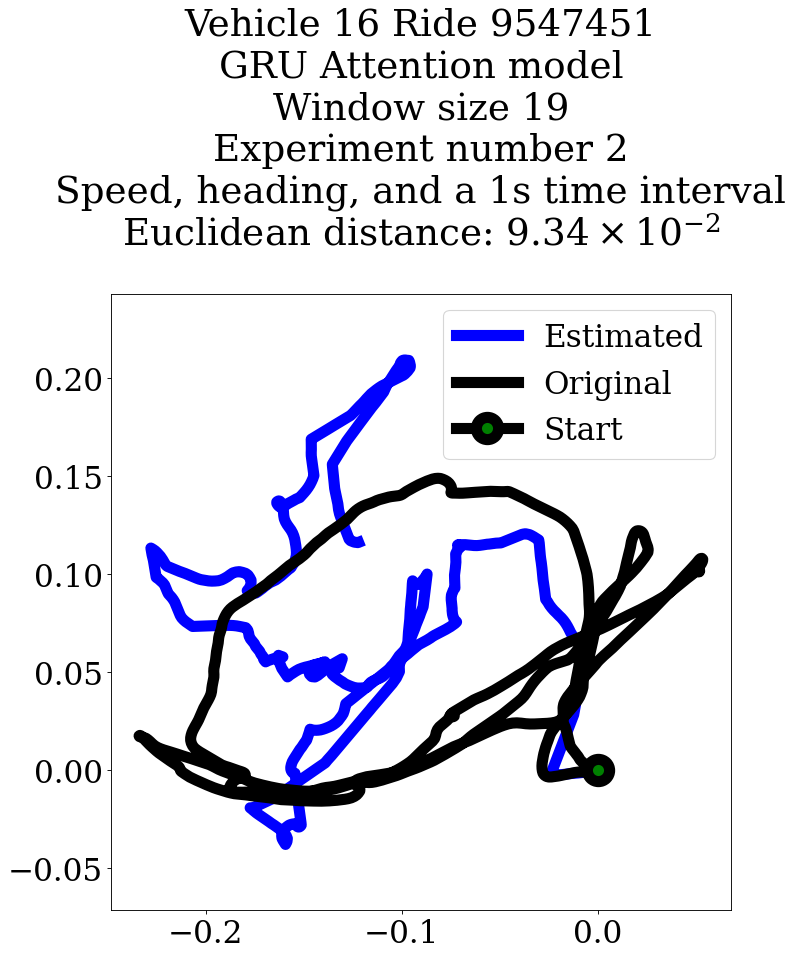 Vehicle 16 Ride 9547451
GRU Attention model
Window size 19
Experiment number 2
Speed, heading, and a 1s time interval
Euclidean distance: 9.34 × 10⁻²
Estimated
Original
Start
0.20
0.15
0.10
0.05
0.00
−0.05
−0.2
−0.1
0.0